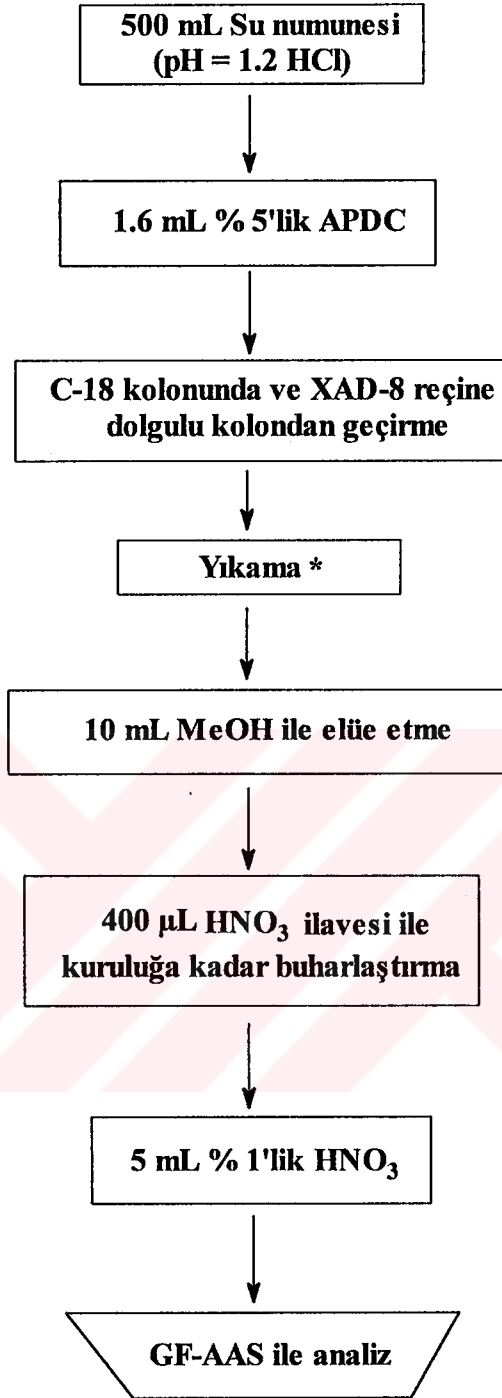 500 mL Su numunesi
(pH = 1.2 HCl)
1.6 mL % 5'lik APDC
C-18 kolonunda ve XAD-8 reçine
dolgulu kolondan geçirme
Yıkama *
10 mL MeOH ile elüe etme
400 µL HNO₃ ilavesi ile
kuruluğa kadar buharlaştırma
5 mL % 1'lik HNO₃
GF-AAS ile analiz